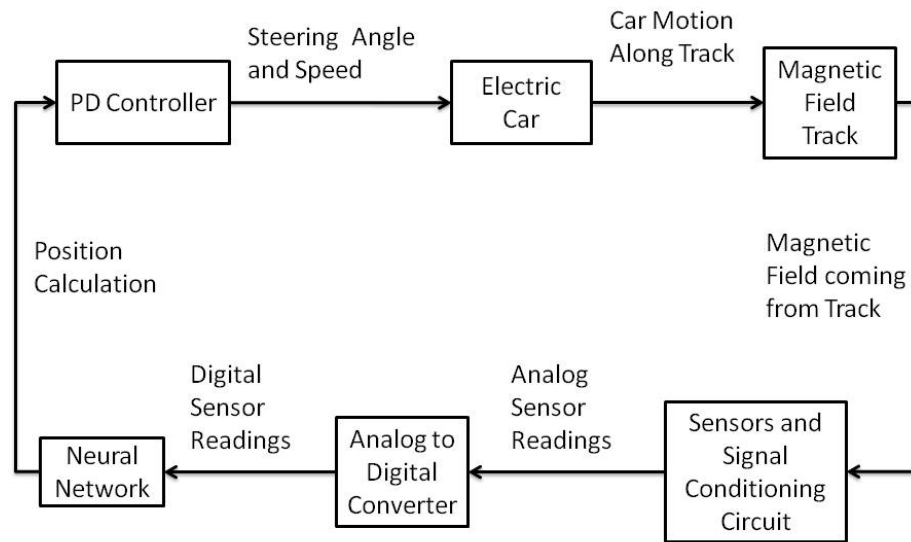 Steering Angle
and Speed
Car Motion
Along Track
PD Controller
Electric
Car
Magnetic
Field
Track
Position
Calculation
Magnetic
Field coming
from Track
Digital
Sensor
Readings
Analog
Sensor
Readings
Neural
Network
Analog to
Digital
Converter
Sensors and
Signal
Conditioning
Circuit